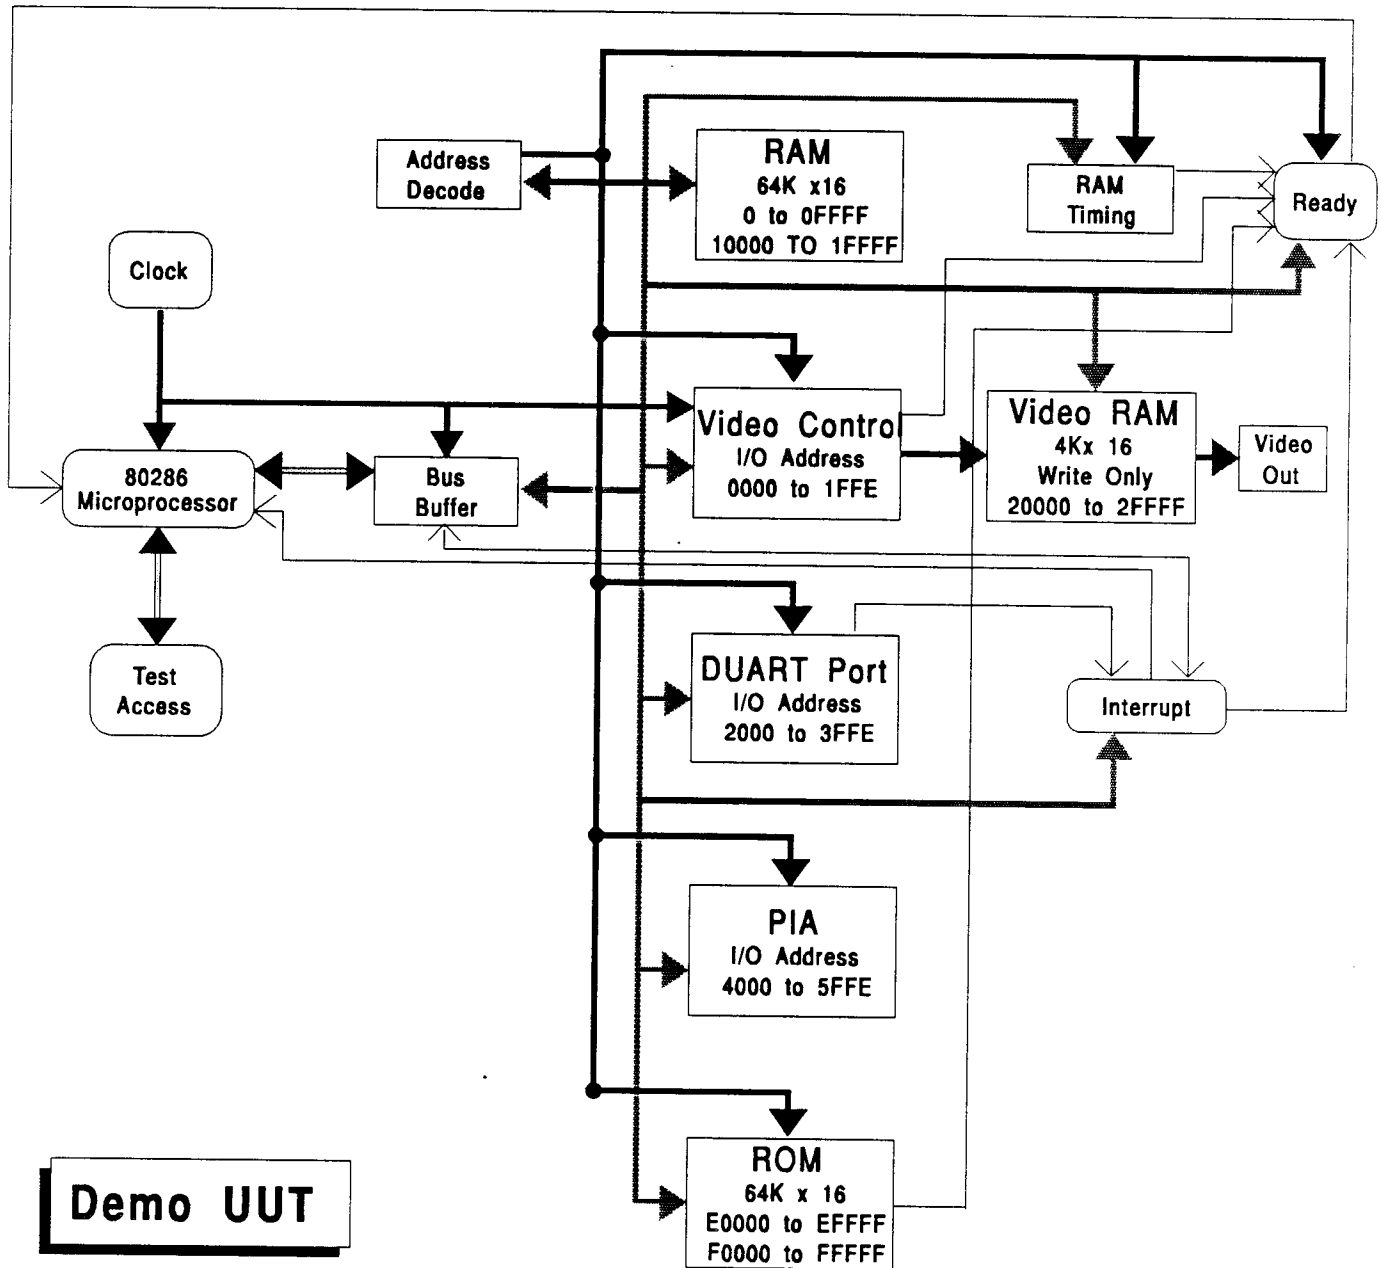 Address
Decode
RAM
64K x16
0 to 0FFFF
10000 TO 1FFFF
RAM
Timing
Ready
Clock
80286
Microprocessor
Bus
Buffer
Video Control
I/O Address
0000 to 1FFE
Video RAM
4Kx 16
Write Only
20000 to 2FFFF
Video
Out
Test
Access
DUART Port
I/O Address
2000 to 3FFE
Interrupt
PIA
I/O Address
4000 to 5FFE
ROM
64K x 16
E0000 to EFFFF
F0000 to FFFFF
Demo UUT